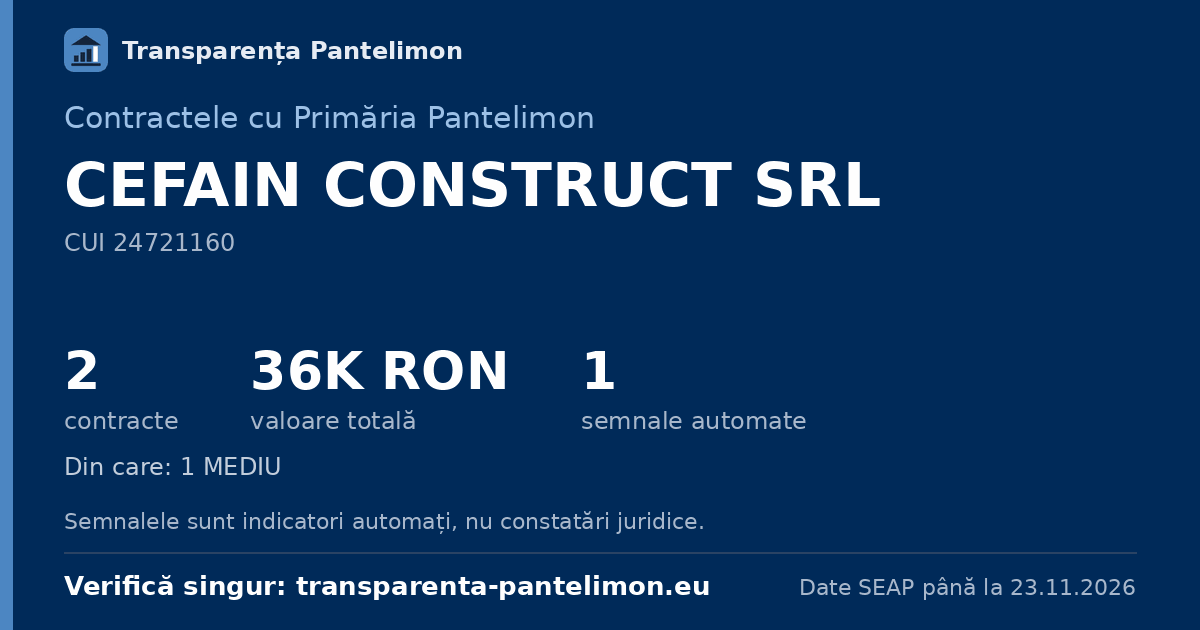 Transparența Pantelimon
Contractele cu Primăria Pantelimon
CEFAIN CONSTRUCT SRL
CUI 24721160
2
contracte
36K RON
valoare totală
1
semnale automate
Din care: 1 MEDIU
Semnalele sunt indicatori automați, nu constatări juridice.
Verifică singur: transparenta-pantelimon.eu
Date SEAP până la 23.11.2026